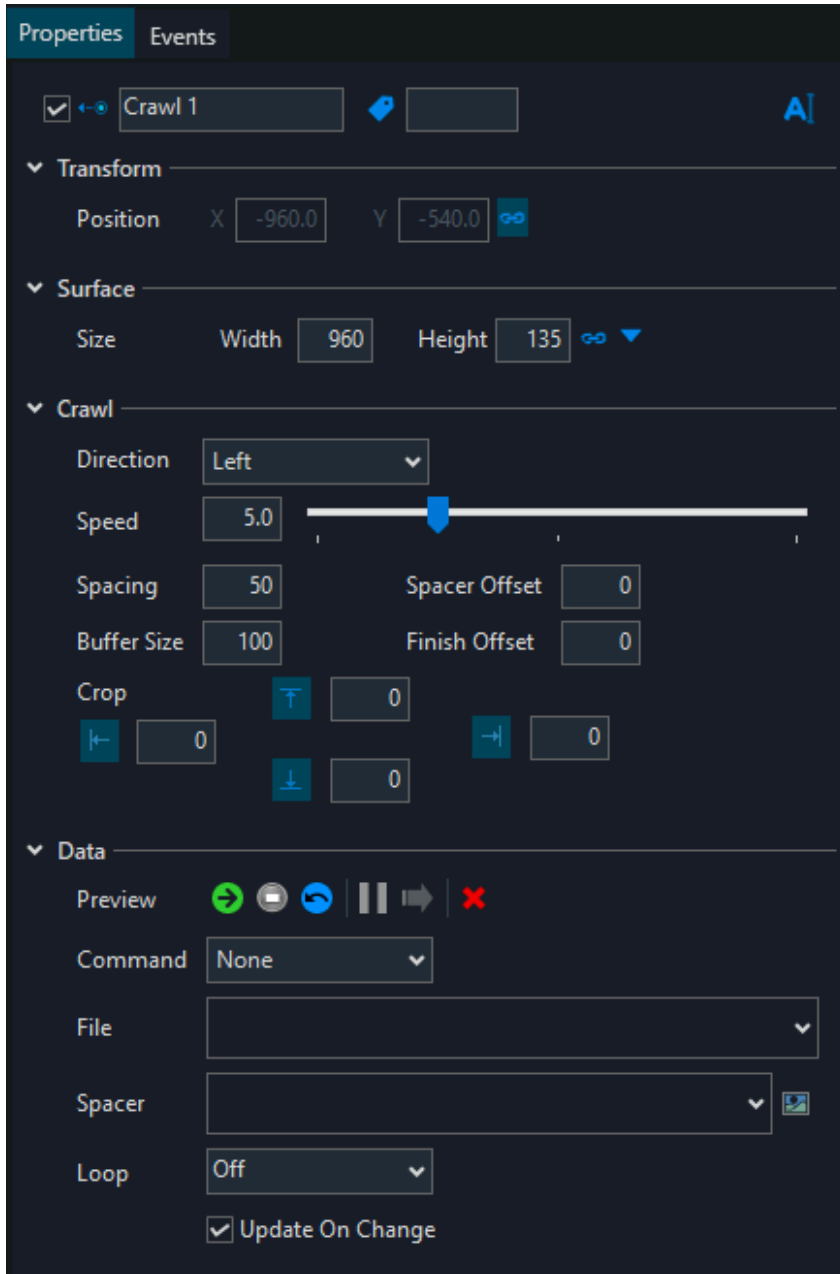 Properties Events
Crawl 1
A
Transform
Position X -960.0 Y -540.0
Surface
Size Width 960 Height 135
Crawl
Direction Left
Speed 5.0
Spacing 50 Spacer Offset 0
Buffer Size 100 Finish Offset 0
Crop 0
0 0
0
Data
Preview
Command None
File
Spacer
Loop Off
Update On Change